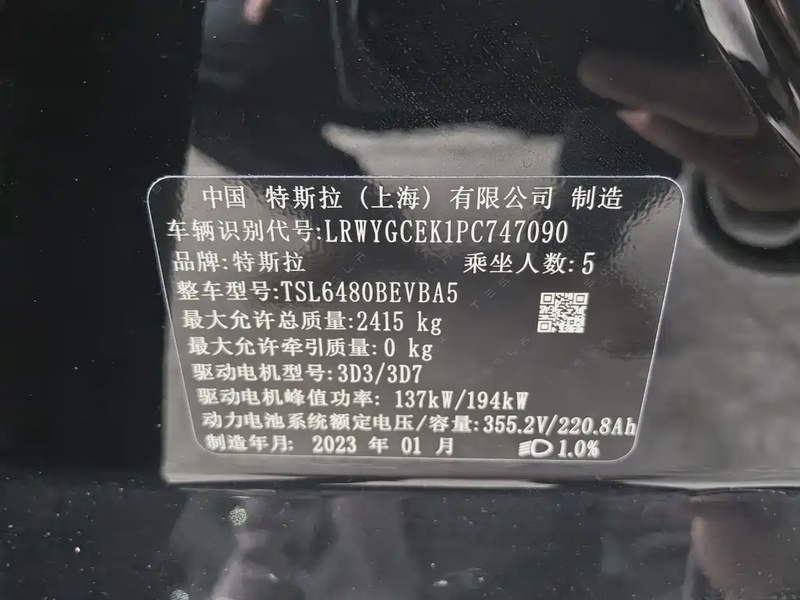 中国 特斯拉 (上海) 有限公司 制造
车辆识别代号:LRWYGCEK1PC747090
品牌:特斯拉 乘坐人数:5
整车型号:TSL6480BEVBA5
最大允许总质量:2415 kg
最大允许牵引质量:0 kg
驱动电机型号:3D3/3D7
驱动电机峰值功率: 137kW/194kW
动力电池系统额定电压/容量:355.2V/220.8Ah
制造年月: 2023 年 01 月 1.0%